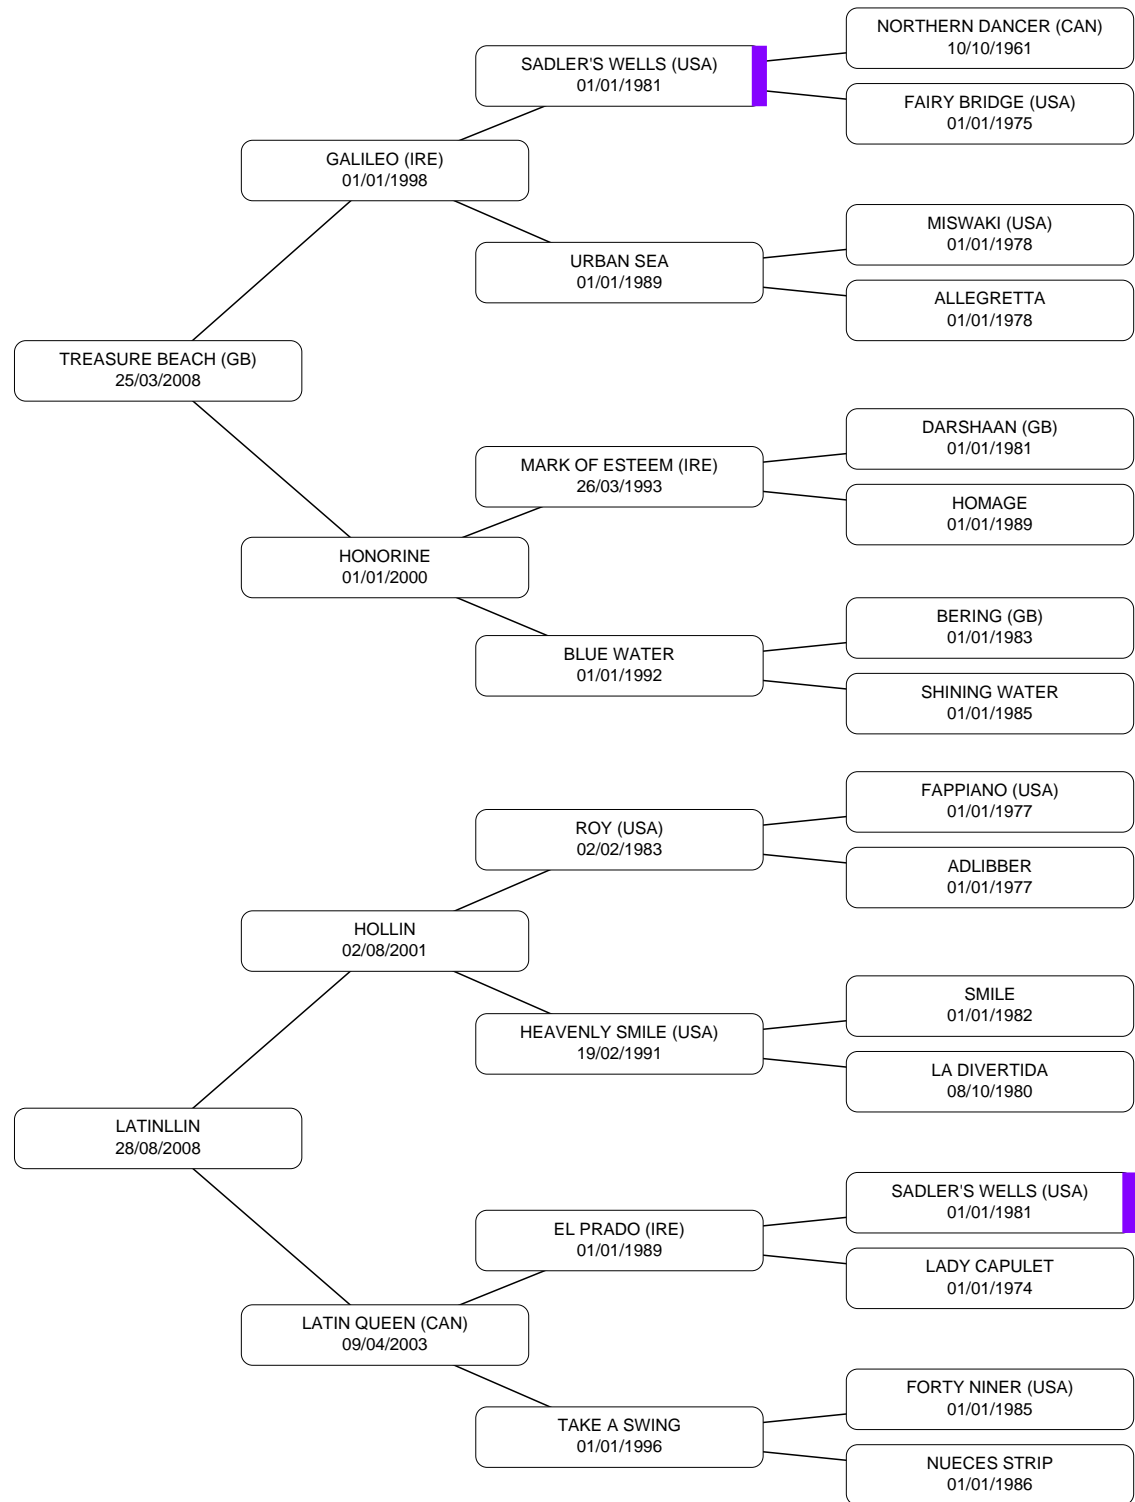 NORTHERN DANCER (CAN)
10/10/1961
SADLER'S WELLS (USA)
01/01/1981
FAIRY BRIDGE (USA)
01/01/1975
GALILEO (IRE)
01/01/1998
MISWAKI (USA)
01/01/1978
URBAN SEA
01/01/1989
ALLEGRETTA
01/01/1978
TREASURE BEACH (GB)
25/03/2008
DARSHAAN (GB)
01/01/1981
MARK OF ESTEEM (IRE)
26/03/1993
HOMAGE
01/01/1989
HONORINE
01/01/2000
BERING (GB)
01/01/1983
BLUE WATER
01/01/1992
SHINING WATER
01/01/1985
FAPPIANO (USA)
01/01/1977
ROY (USA)
02/02/1983
ADLIBBER
01/01/1977
HOLLIN
02/08/2001
SMILE
01/01/1982
HEAVENLY SMILE (USA)
19/02/1991
LA DIVERTIDA
08/10/1980
LATINLLIN
28/08/2008
SADLER'S WELLS (USA)
01/01/1981
EL PRADO (IRE)
01/01/1989
LADY CAPULET
01/01/1974
LATIN QUEEN (CAN)
09/04/2003
FORTY NINER (USA)
01/01/1985
TAKE A SWING
01/01/1996
NUECES STRIP
01/01/1986